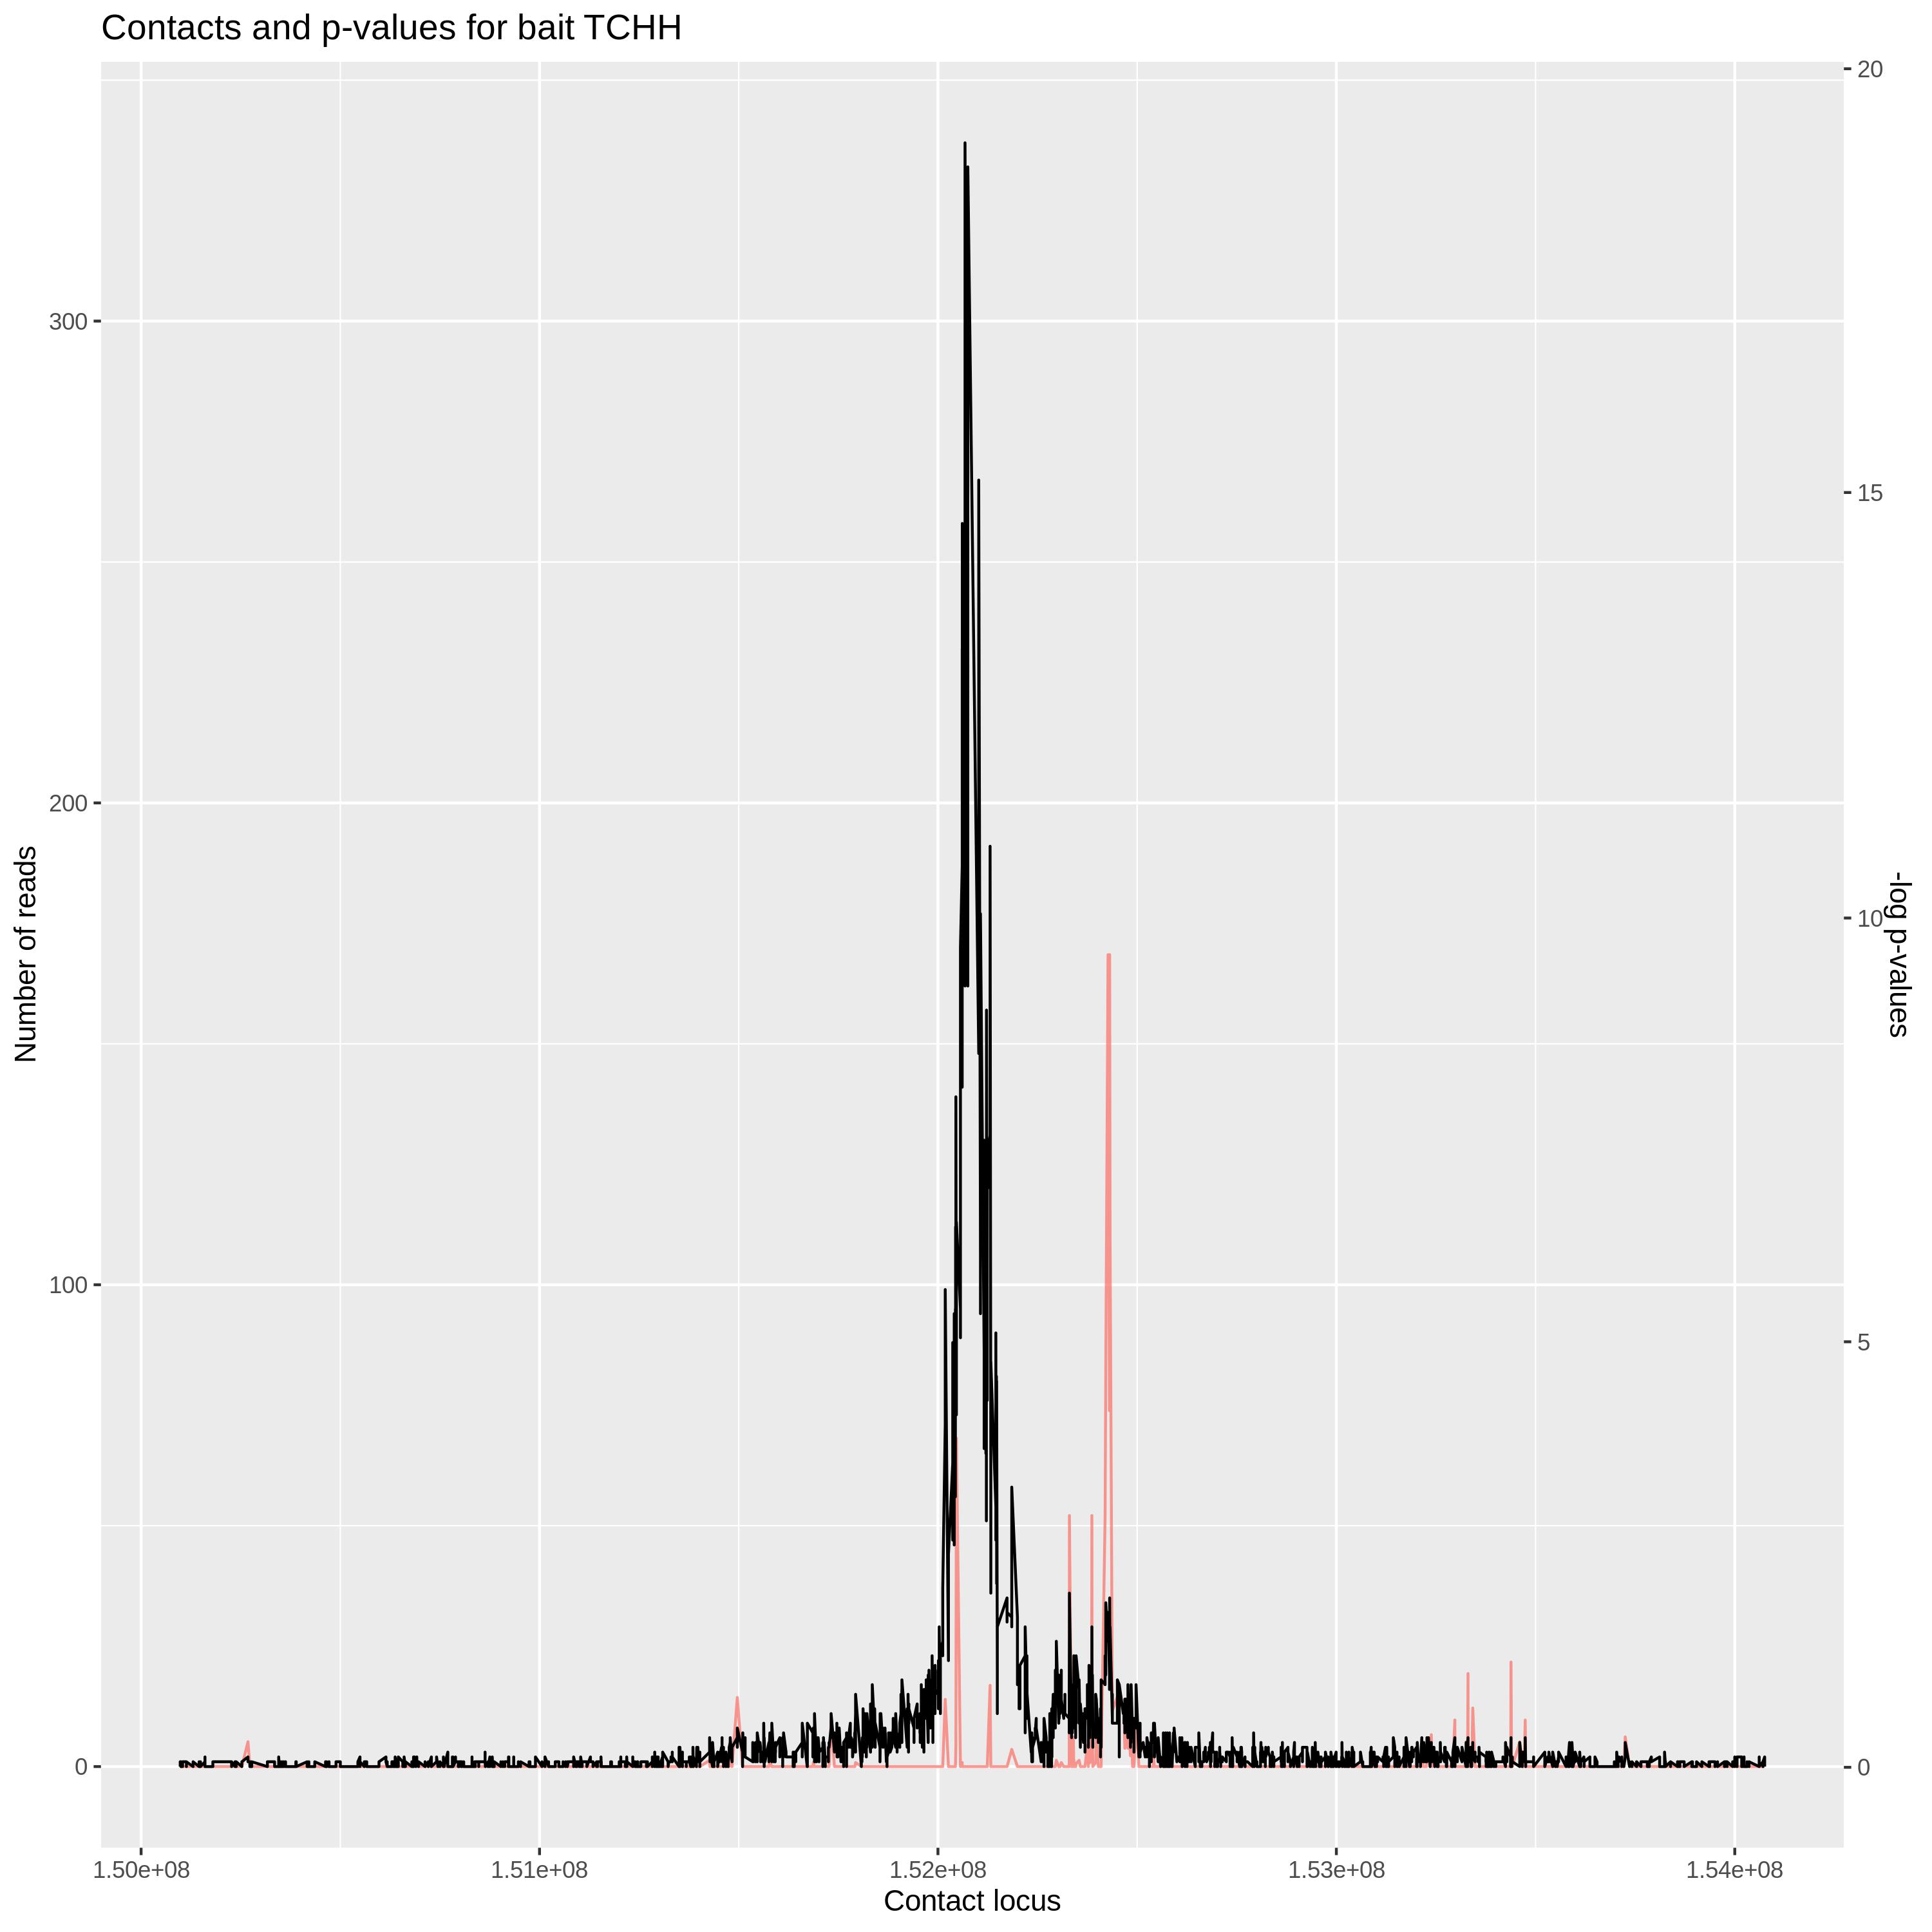 Contacts and p-values for bait TCHH
Number of reads
300
200
100
0
20
15
10
5
0
-log p-values
1.50e+08
1.51e+08
1.52e+08
1.53e+08
1.54e+08
Contact locus